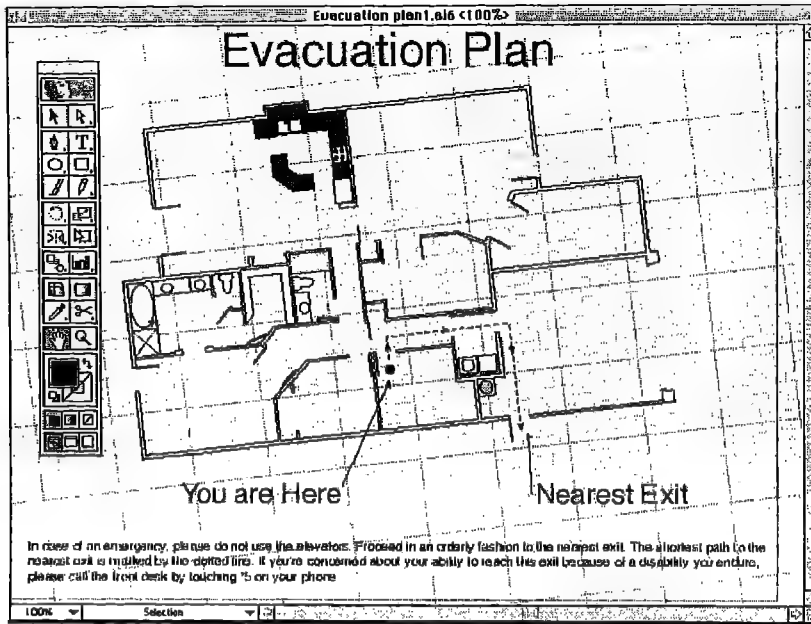 Evacuation plan1.ai6 <100%>
Evacuation Plan
T
You are Here
Nearest Exit
In case of an emergency, please do not use the elevators. Proceed in an orderly fashion to the nearest exit. The shortest path to the
nearest exit is marked by the dotted line. If you're concerned about your ability to reach this exit because of a disability you endure,
please call the front desk by touching *5 on your phone
100%
Selection